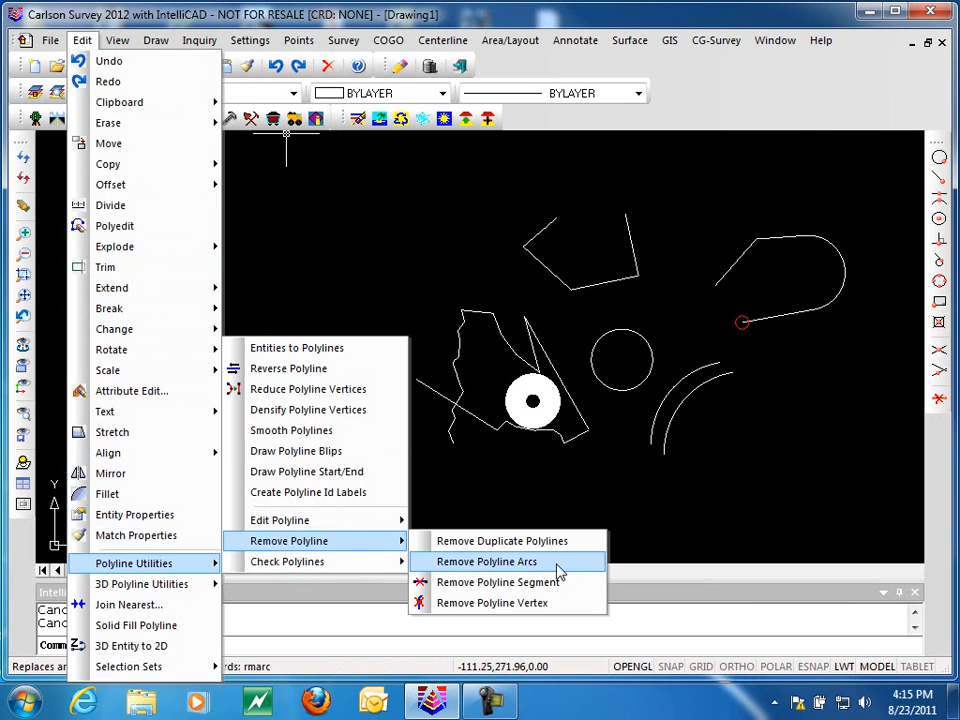 Carlson Survey 2012 with IntelliCAD - NOT FOR RESALE [CRD: NONE] - [Drawing1]
File Edit View Draw Inquiry Settings Points Survey COGO Centerline Area/Layout Annotate Surface GIS CG-Survey Window Help
Undo
Redo
BYLAYER
BYLAYER
Clipboard
Erase
Move
Copy
Offset
Divide
Polyedit
Explode
Trim
Extend
Break
Change
Rotate
Scale
Attribute Edit...
Text
Stretch
Align
Mirror
Fillet
Entity Properties
Match Properties
Polyline Utilities
3D Polyline Utilities
Join Nearest...
Solid Fill Polyline
3D Entity to 2D
Selection Sets
Entities to Polylines
Reverse Polyline
Reduce Polyline Vertices
Densify Polyline Vertices
Smooth Polylines
Draw Polyline Blips
Draw Polyline Start/End
Create Polyline Id Labels
Edit Polyline
Remove Polyline
Check Polylines
Remove Duplicate Polylines
Remove Polyline Arcs
Remove Polyline Segment
Remove Polyline Vertex
Y
Intelli
Canc
Canc
Comm
Replaces ar
rds: rmarc
-111.25,271.96,0.00
OPENGL SNAP GRID ORTHO POLAR ESNAP LWT MODEL TABLET
4:15 PM
8/23/2011